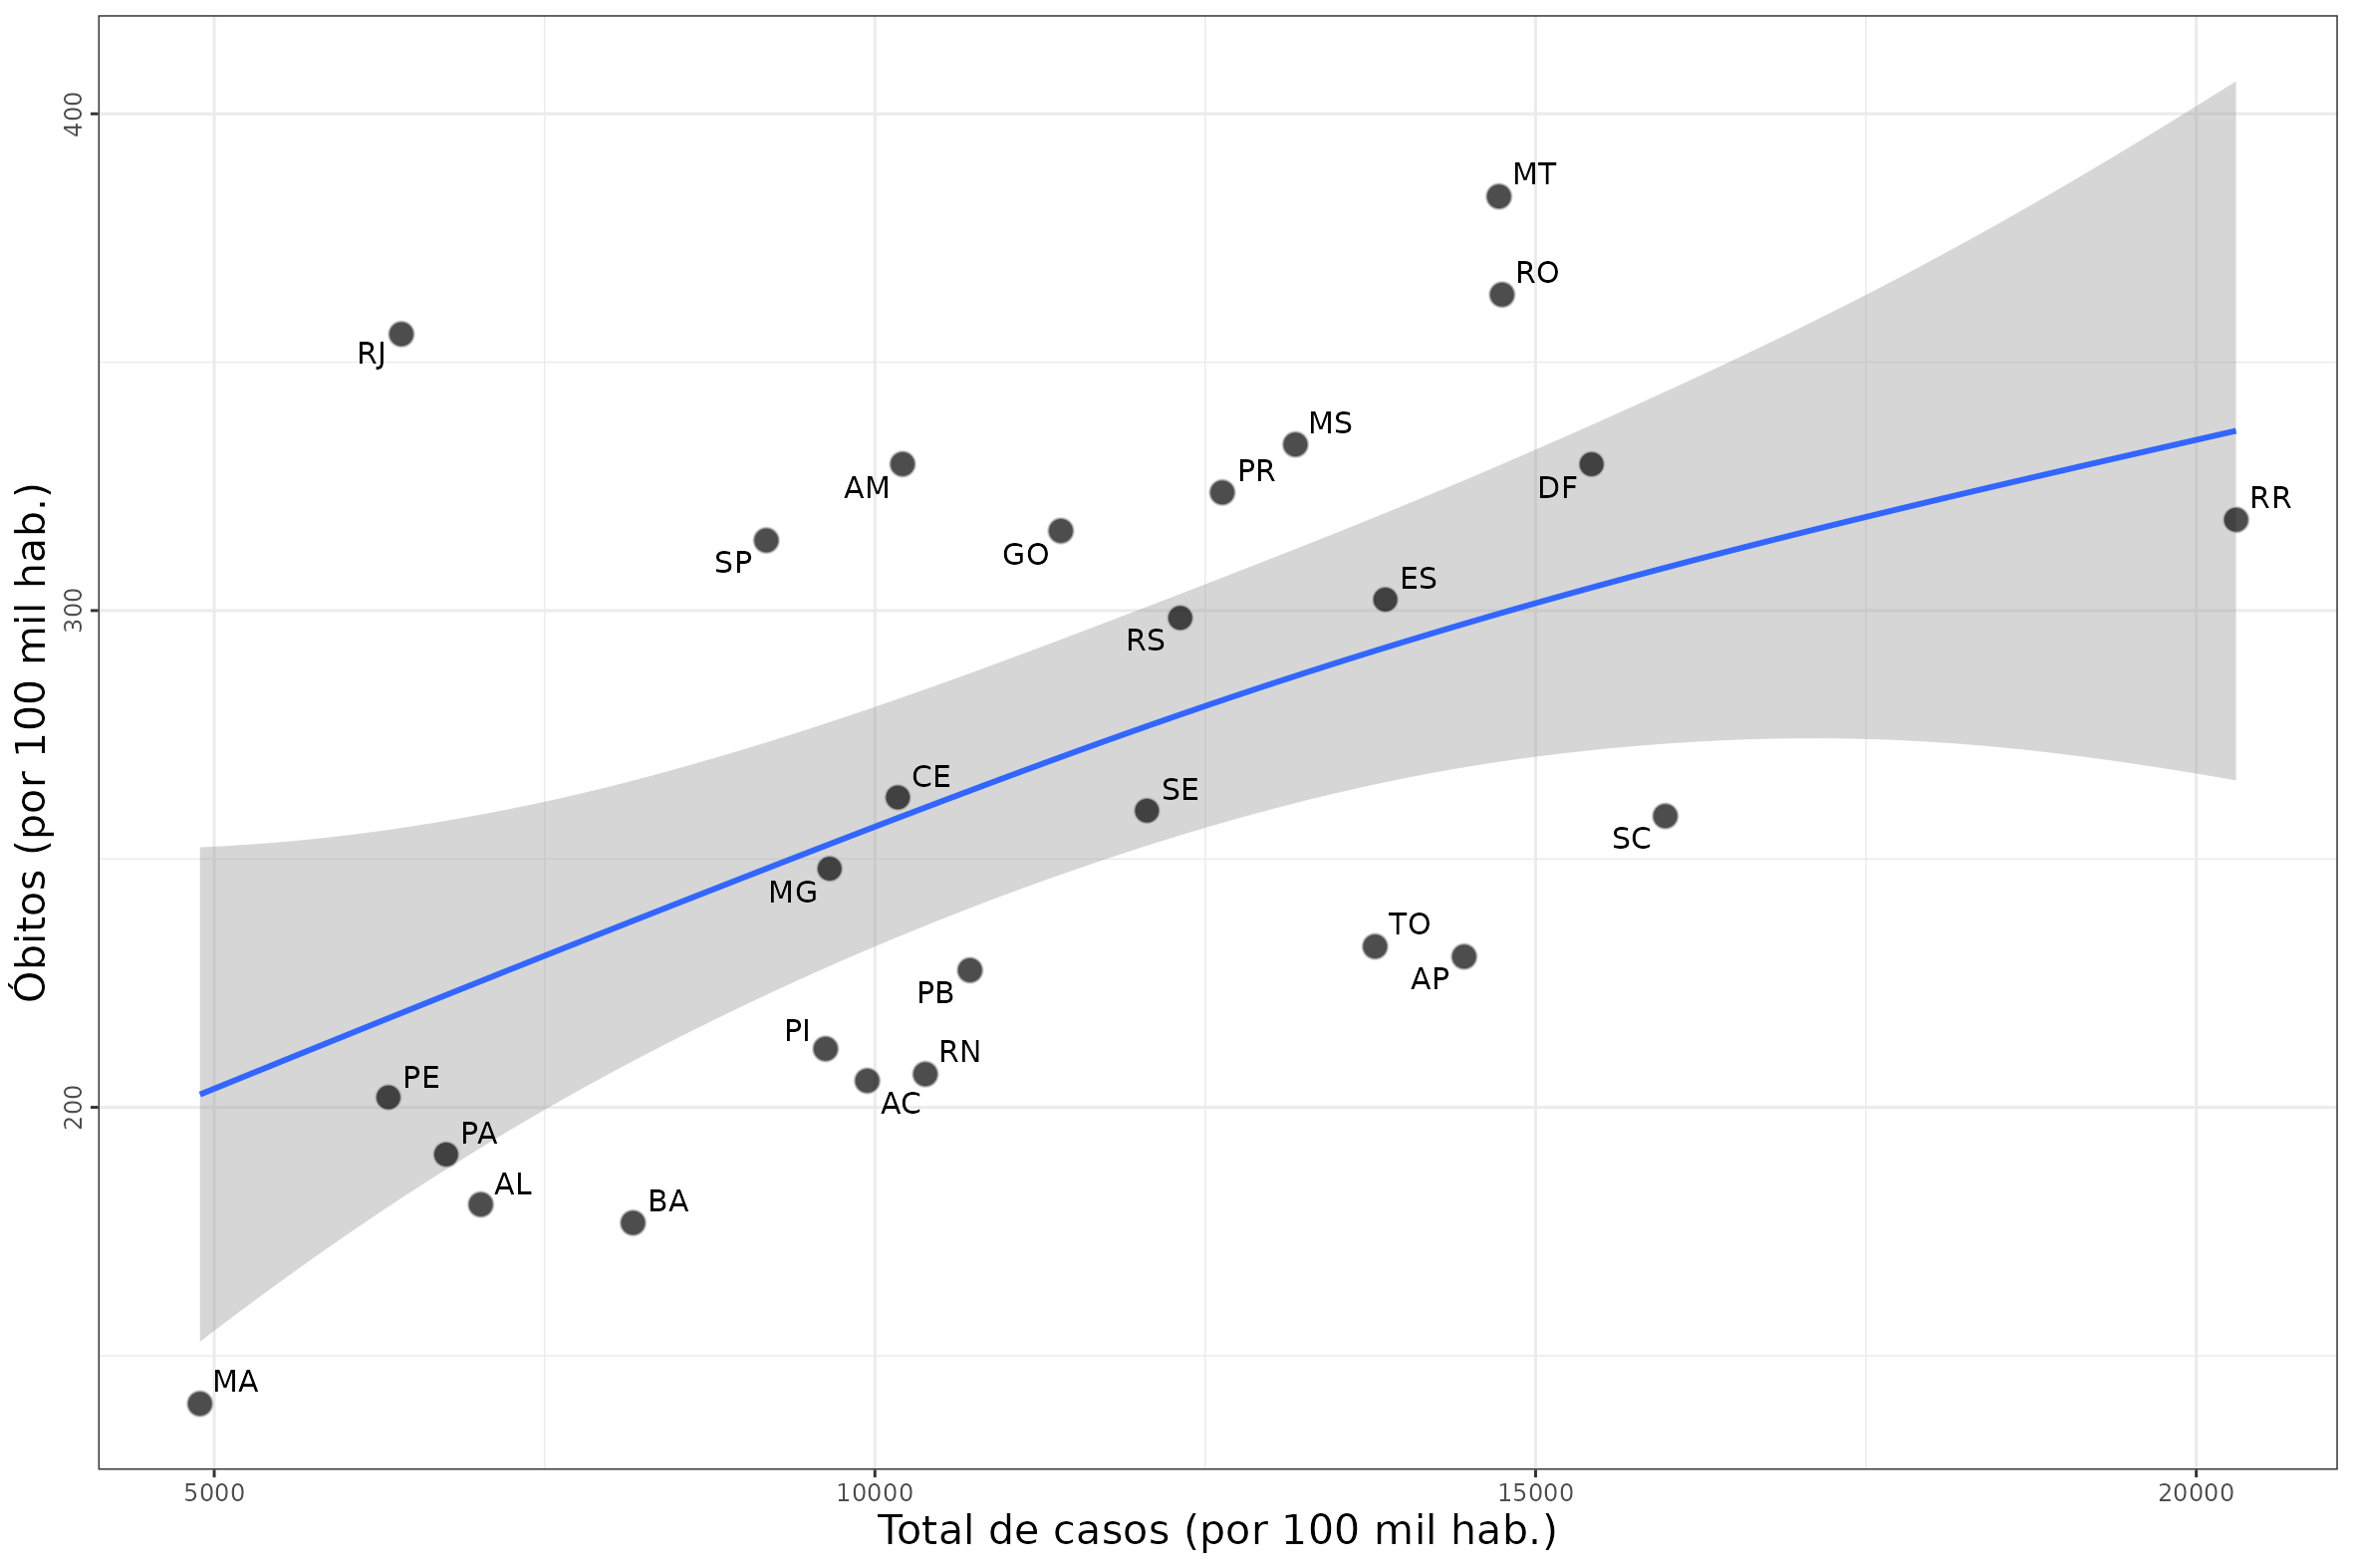 400
300
200
Óbitos (por 100 mil hab.)
MT
RO
RJ
MS
PR
AM
DF
RR
SP
GO
ES
RS
CE
SE
SC
MG
TO
AP
PB
PI
RN
AC
PE
PA
AL
BA
MA
5000
10000
15000
20000
Total de casos (por 100 mil hab.)